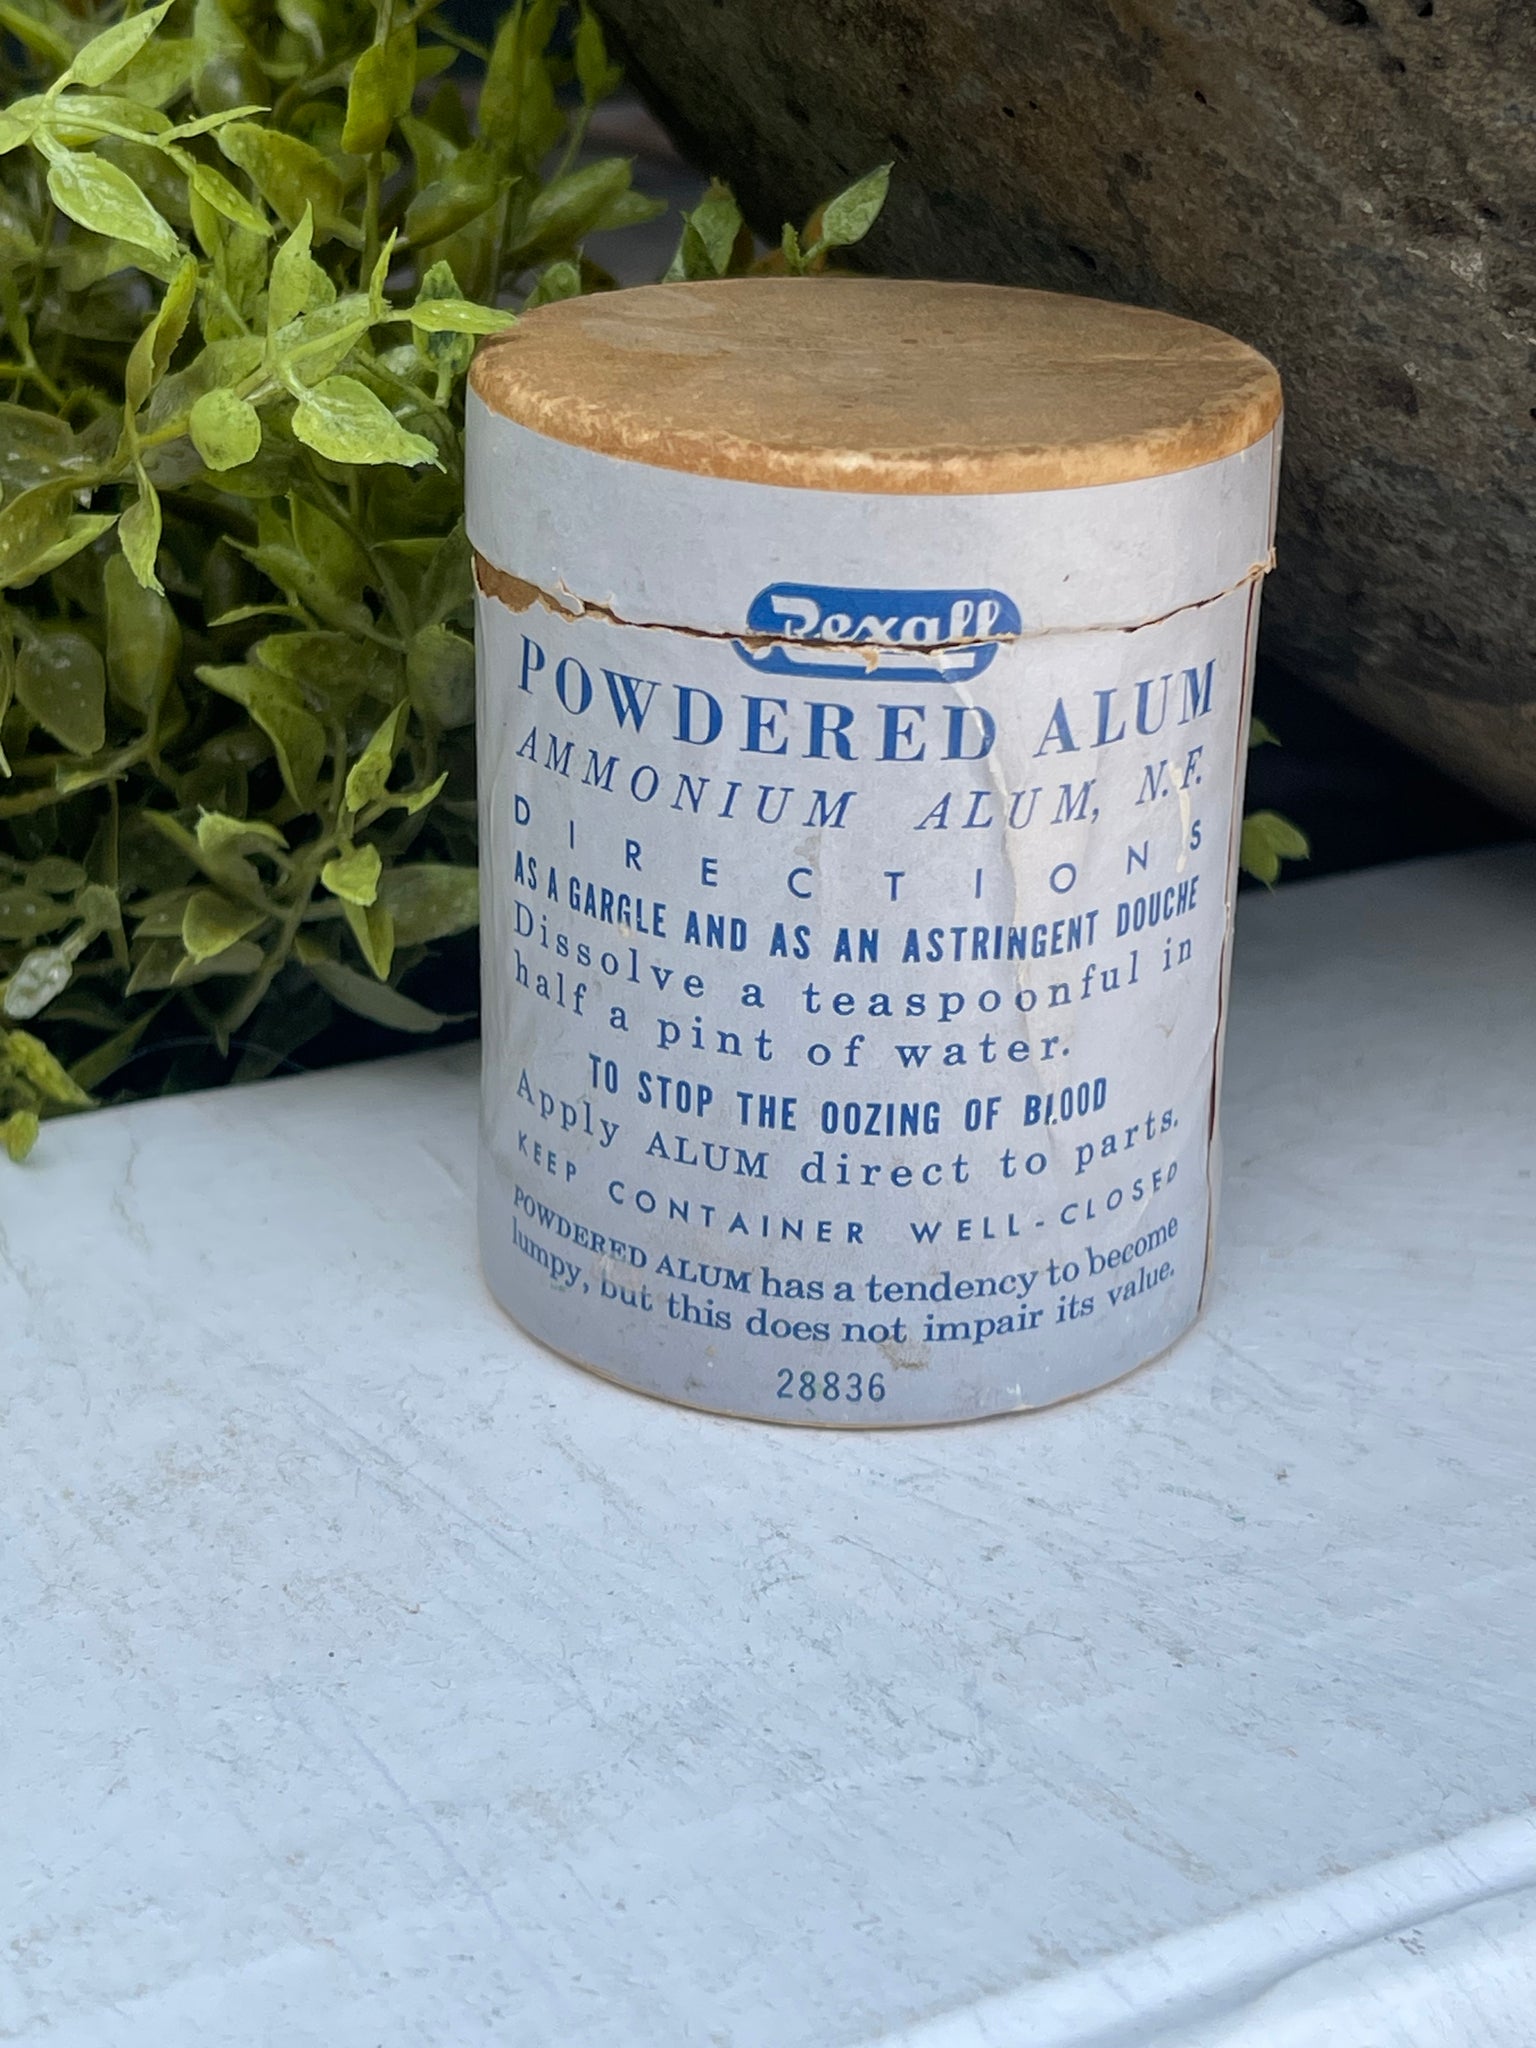 Rexall
POWDERED ALUM
AMMONIUM ALUM, N.F.
DIRECTIONS
AS A GARGLE AND AS AN ASTRINGENT DOUCHE
Dissolve a teaspoonful in
half a pint of water.
TO STOP THE OOZING OF BLOOD
Apply ALUM direct to parts.
KEEP CONTAINER WELL-CLOSED
POWDERED ALUM has a tendency to become
lumpy, but this does not impair its value.
28836